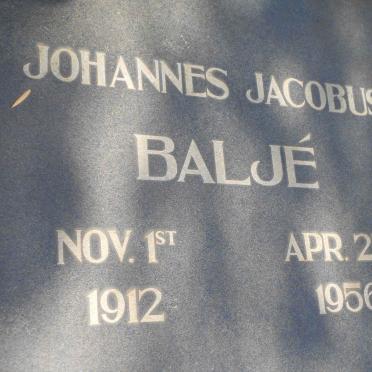 JOHANNES JACOBUS
BALJÉ
NOV. 1ST APR. 2
1912 1956